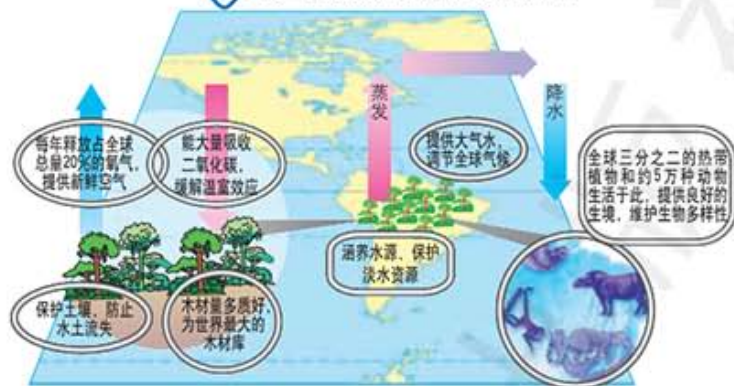 每年释放占全球
总量20%的氧气,
提供新鲜空气
能大量吸收
二氧化碳,
缓解温室效应
蒸发
提供大气水,
调节全球气候
降水
全球三分之二的热带
植物和约5万种动物
生活于此,提供良好的
生境,维护生物多样性
涵养水源、保护
淡水资源
保护土壤、防止
水土流失
木材量多质好,
为世界最大的
木材库